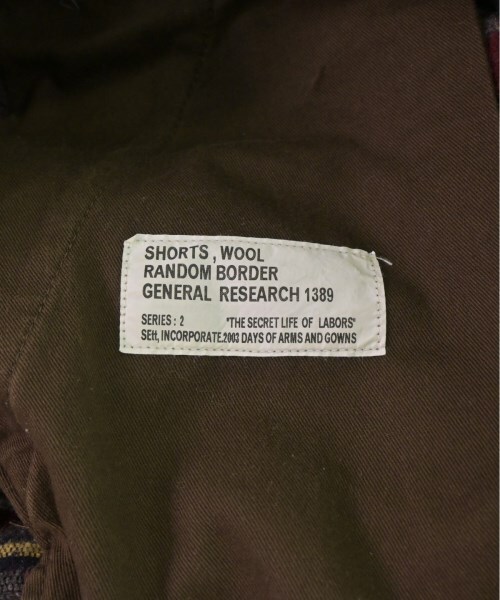 SHORTS, WOOL
RANDOM BORDER
GENERAL RESEARCH 1389
SERIES: 2 "THE SECRET LIFE OF LABORS"
SEtt, INCORPORATE.2003 DAYS OF ARMS AND GOWNS